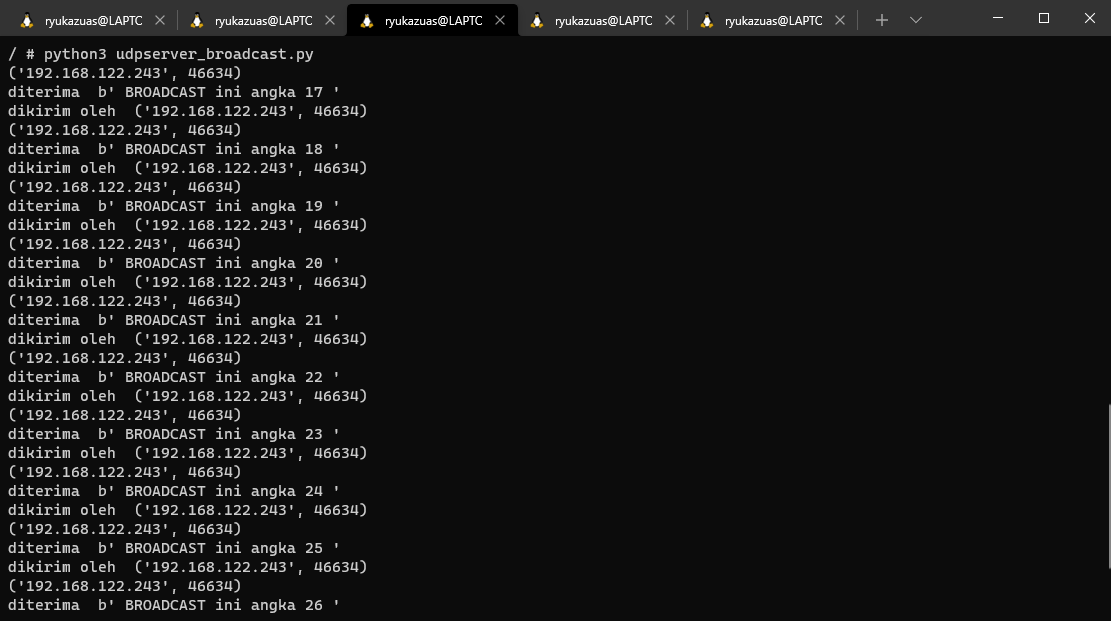 ryukazuas@LAPTC ryukazuas@LAPTC ryukazuas@LAPTC ryukazuas@LAPTC ryukazuas@LAPTC
/ # python3 udpserver_broadcast.py
('192.168.122.243', 46634)
diterima  b' BROADCAST ini angka 17 '
dikirim oleh  ('192.168.122.243', 46634)
('192.168.122.243', 46634)
diterima  b' BROADCAST ini angka 18 '
dikirim oleh  ('192.168.122.243', 46634)
('192.168.122.243', 46634)
diterima  b' BROADCAST ini angka 19 '
dikirim oleh  ('192.168.122.243', 46634)
('192.168.122.243', 46634)
diterima  b' BROADCAST ini angka 20 '
dikirim oleh  ('192.168.122.243', 46634)
('192.168.122.243', 46634)
diterima  b' BROADCAST ini angka 21 '
dikirim oleh  ('192.168.122.243', 46634)
('192.168.122.243', 46634)
diterima  b' BROADCAST ini angka 22 '
dikirim oleh  ('192.168.122.243', 46634)
('192.168.122.243', 46634)
diterima  b' BROADCAST ini angka 23 '
dikirim oleh  ('192.168.122.243', 46634)
('192.168.122.243', 46634)
diterima  b' BROADCAST ini angka 24 '
dikirim oleh  ('192.168.122.243', 46634)
('192.168.122.243', 46634)
diterima  b' BROADCAST ini angka 25 '
dikirim oleh  ('192.168.122.243', 46634)
('192.168.122.243', 46634)
diterima  b' BROADCAST ini angka 26 '